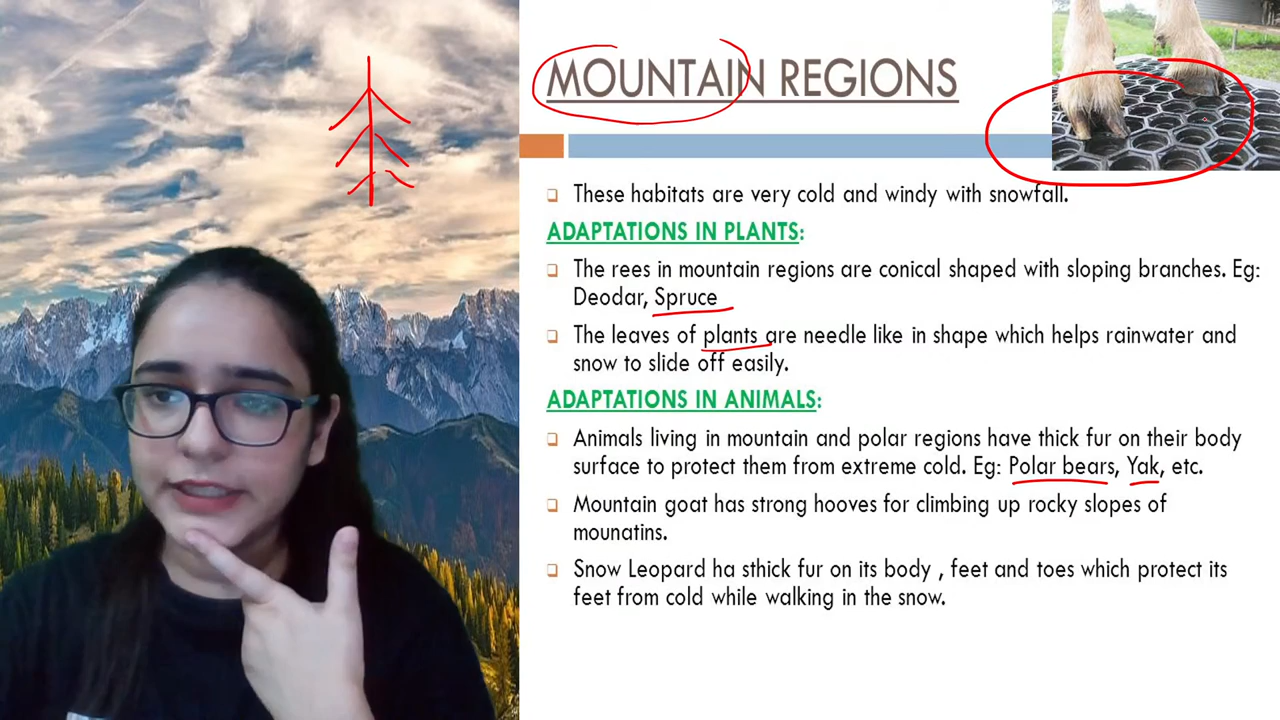 MOUNTAIN REGIONS
These habitats are very cold and windy with snowfall.
ADAPTATIONS IN PLANTS:
The rees in mountain regions are conical shaped with sloping branches. Eg:
Deodar, Spruce
The leaves of plants are needle like in shape which helps rainwater and
snow to slide off easily.
ADAPTATIONS IN ANIMALS:
Animals living in mountain and polar regions have thick fur on their body
surface to protect them from extreme cold. Eg: Polar bears, Yak, etc.
Mountain goat has strong hooves for climbing up rocky slopes of
mounatins.
Snow Leopard ha sthick fur on its body , feet and toes which protect its
feet from cold while walking in the snow.